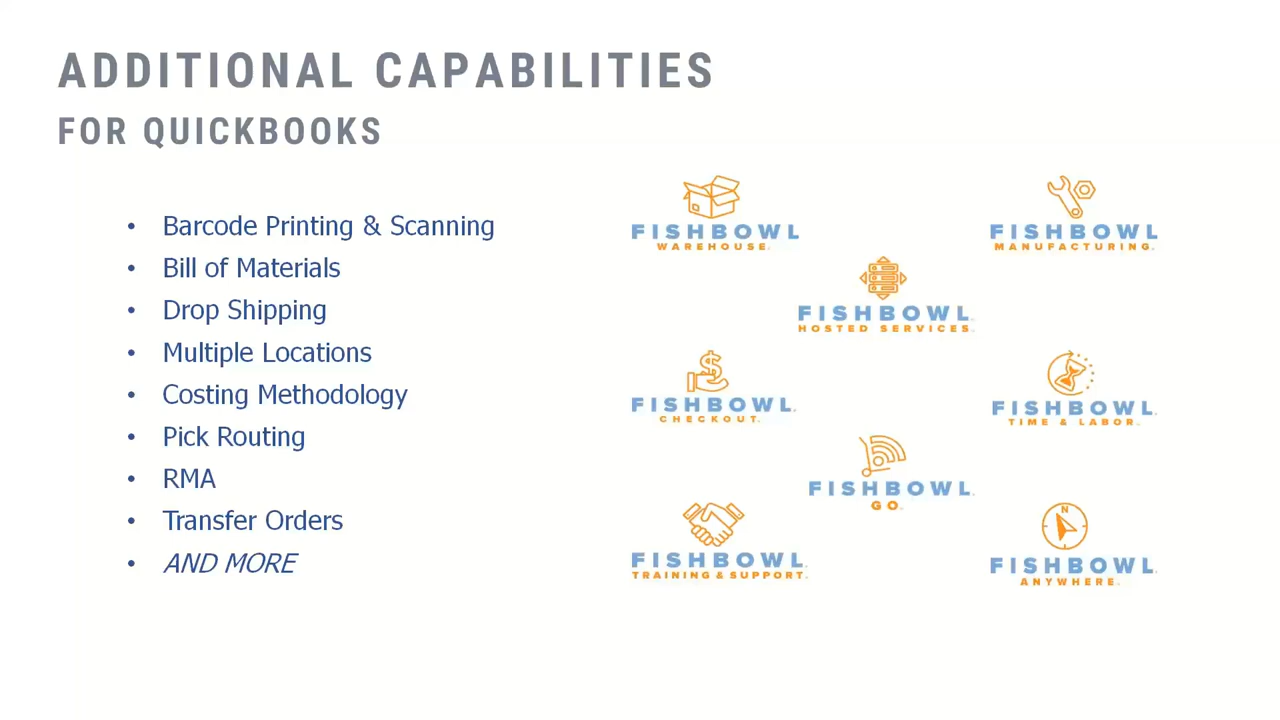 ADDITIONAL CAPABILITIES
FOR QUICKBOOKS
• Barcode Printing & Scanning
• Bill of Materials
• Drop Shipping
• Multiple Locations
• Costing Methodology
• Pick Routing
• RMA
• Transfer Orders
• AND MORE
FISHBOWL
WAREHOUSE.
FISHBOWL
MANUFACTURING.
FISHBOWL
HOSTED SERVICES.
FISHBOWL
CHECKOUT.
FISHBOWL
TIME & LABOR.
FISHBOWL
GO.
FISHBOWL
TRAINING & SUPPORT.
N
FISHBOWL
ANYWHERE.